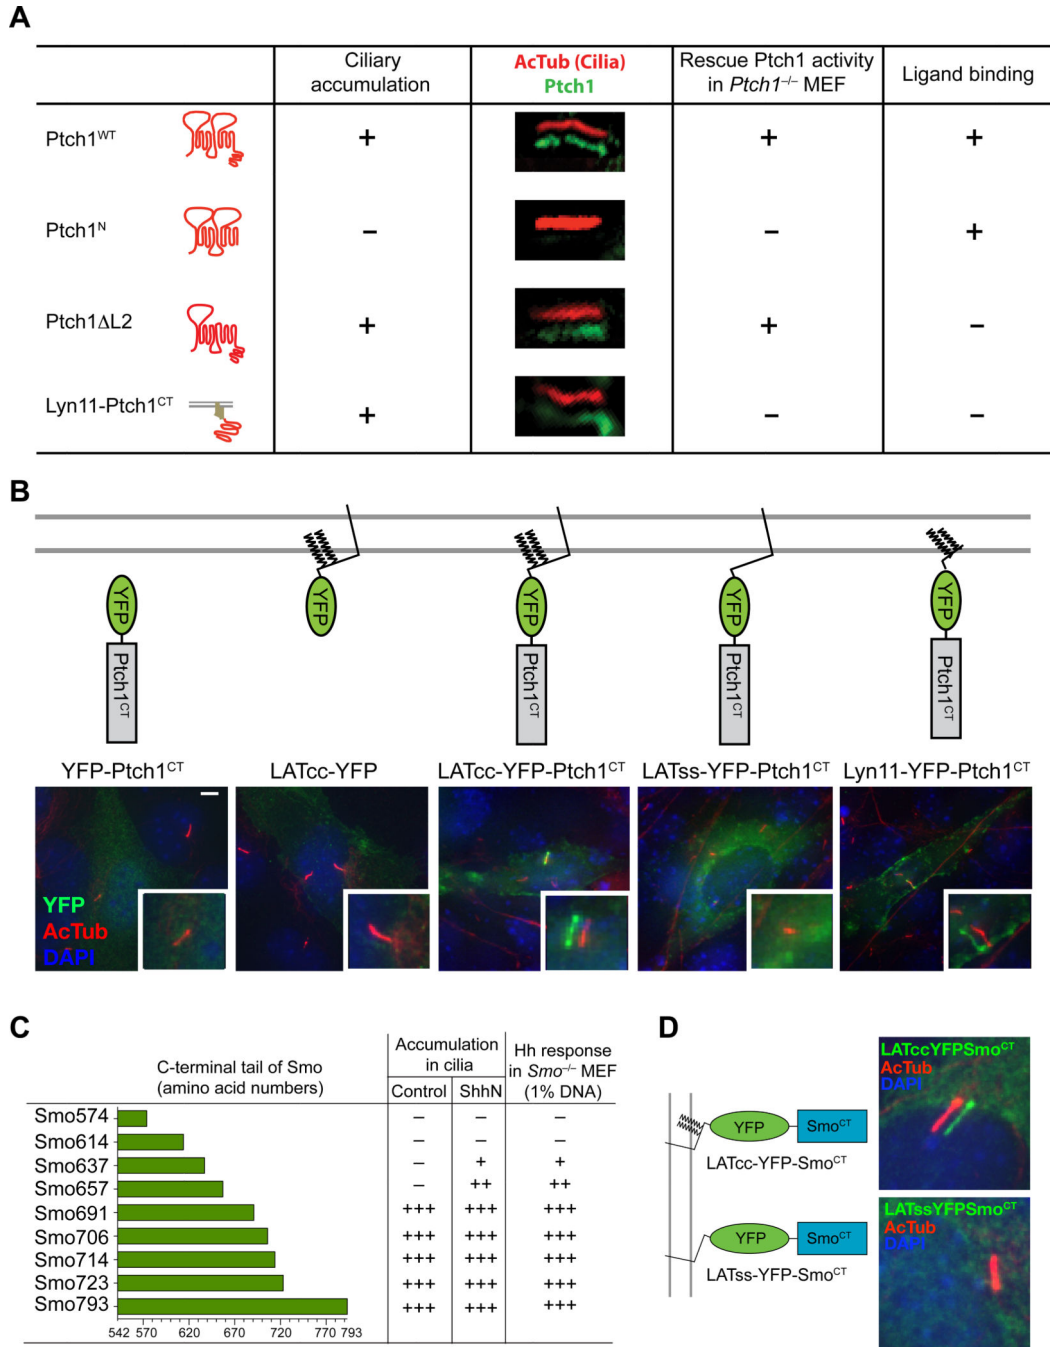 A
Ciliary accumulation
AcTub (Cilia)
Ptch1
Rescue Ptch1 activity in Ptch1–/– MEF
Ligand binding
Ptch1WT + + +
Ptch1N – – +
Ptch1ΔL2 + + –
Lyn11-Ptch1CT + – –
B
YFP YFP YFP YFP YFP
Ptch1CT Ptch1CT Ptch1CT Ptch1CT
YFP-Ptch1CT LATcc-YFP LATcc-YFP-Ptch1CT LATss-YFP-Ptch1CT Lyn11-YFP-Ptch1CT
YFP
AcTub
DAPI
C
C-terminal tail of Smo
(amino acid numbers)
Accumulation in cilia
Control ShhN
Hh response in Smo–/– MEF (1% DNA)
Smo574 – – –
Smo614 – – –
Smo637 – + +
Smo657 – ++ ++
Smo691 +++ +++ +++
Smo706 +++ +++ +++
Smo714 +++ +++ +++
Smo723 +++ +++ +++
Smo793 +++ +++ +++
542 570 620 670 720 770 793
D
YFP SmoCT
LATcc-YFP-SmoCT
YFP SmoCT
LATss-YFP-SmoCT
LATccYFPSmoCT
AcTub
DAPI
LATssYFPSmoCT
AcTub
DAPI